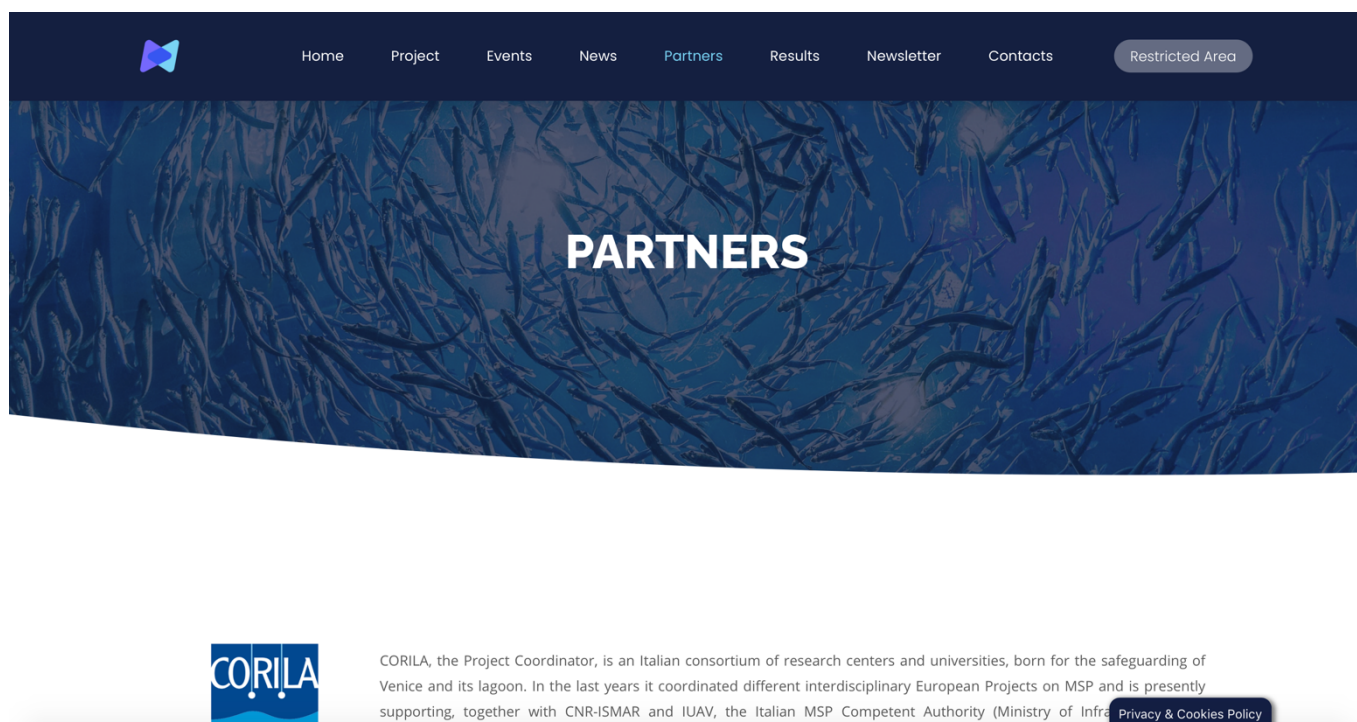 Home Project Events News Partners Results Newsletter Contacts Restricted Area
PARTNERS
CORILA
CORILA, the Project Coordinator, is an Italian consortium of research centers and universities, born for the safeguarding of
Venice and its lagoon. In the last years it coordinated different interdisciplinary European Projects on MSP and is presently
supporting, together with CNR-ISMAR and IUAV, the Italian MSP Competent Authority (Ministry of
Privacy & Cookies Policy